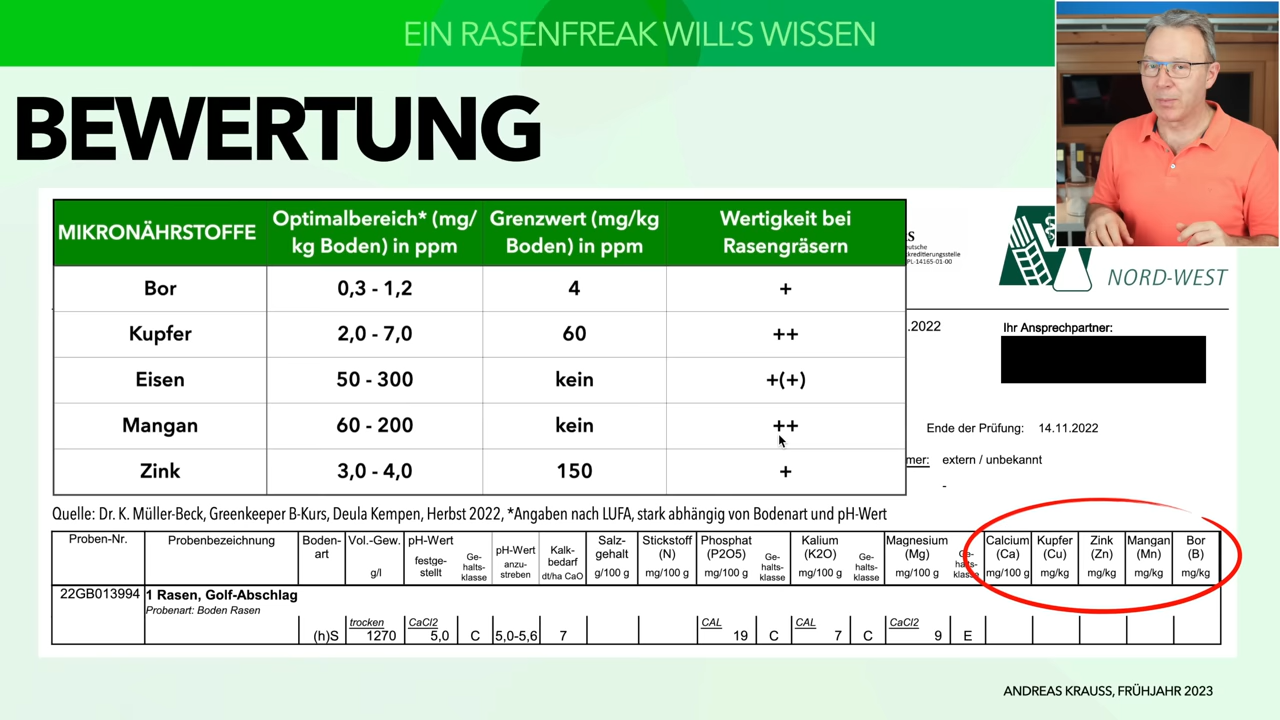 EIN RASENFREAK WILL'S WISSEN
BEWERTUNG
MIKRONÄHRSTOFFE
Optimalbereich* (mg/
kg Boden) in ppm
Grenzwert (mg/kg
Boden) in ppm
Wertigkeit bei
Rasengräsern
Bor 0,3 - 1,2 4 +
Kupfer 2,0 - 7,0 60 ++
Eisen 50 - 300 kein +(+)
Mangan 60 - 200 kein ++
Zink 3,0 - 4,0 150 +
Quelle: Dr. K. Müller-Beck, Greenkeeper B-Kurs, Deula Kempen, Herbst 2022, *Angaben nach LUFA, stark abhängig von Bodenart und pH-Wert
S
eutsche
kkreditierungsstelle
PL-14165-01-00
NORD-WEST
.2022
Ihr Ansprechpartner:
Ende der Prüfung: 14.11.2022
mer: extern / unbekannt
-
Proben-Nr.
Probenbezeichnung
Boden-
art
Vol.-Gew.
g/l
pH-Wert
festge-
stellt
Ge-
halts-
klasse
pH-Wert
anzu-
streben
Kalk-
bedarf
dt/ha CaO
Salz-
gehalt
g/100 g
Stickstoff
(N)
mg/100 g
Phosphat
(P2O5)
mg/100 g
Ge-
halts-
klasse
Kalium
(K2O)
mg/100 g
Ge-
halts-
klasse
Magnesium
(Mg)
mg/100 g
Ge-
halts-
klasse
Calcium
(Ca)
mg/100 g
Kupfer
(Cu)
mg/kg
Zink
(Zn)
mg/kg
Mangan
(Mn)
mg/kg
Bor
(B)
mg/kg
22GB013994 1 Rasen, Golf-Abschlag
Probenart: Boden Rasen
trocken CaCl2 CAL CAL CaCl2
(h)S 1270 5,0 C 5,0-5,6 7 19 C 7 C 9 E
ANDREAS KRAUSS, FRÜHJAHR 2023